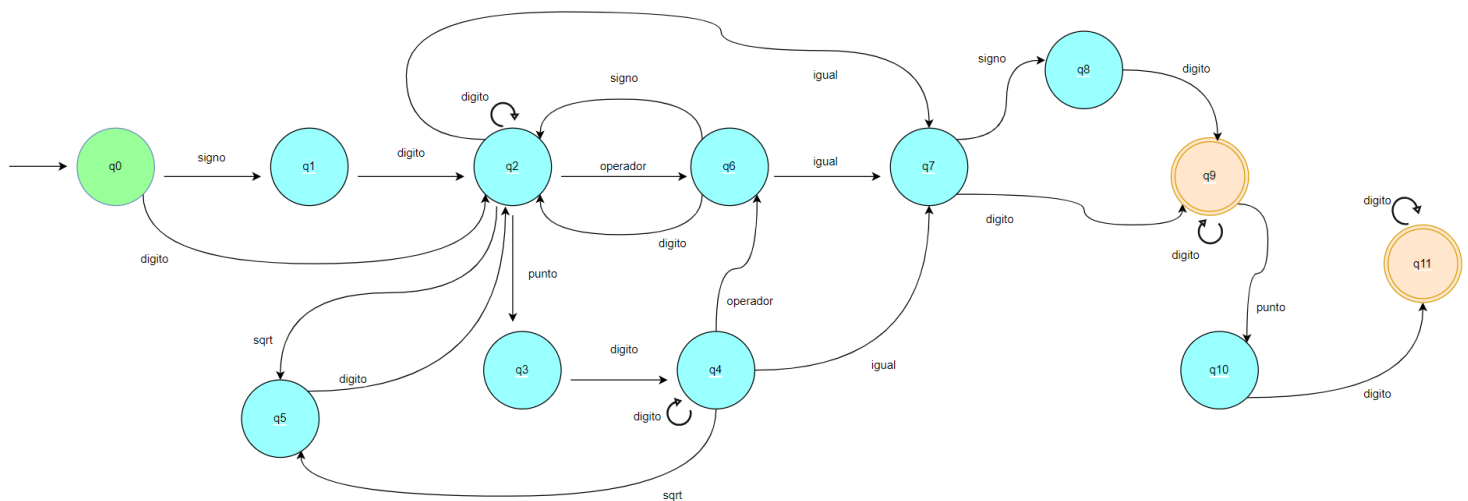 igual
signo
q8
digito
signo
digito
q0
signo
q1
digito
q2
operador
q6
igual
q7
q9
digito
digito
digito
digito
digito
q11
punto
operador
punto
sqrt
digito
q3
digito
q4
igual
q10
digito
digito
q5
sqrt